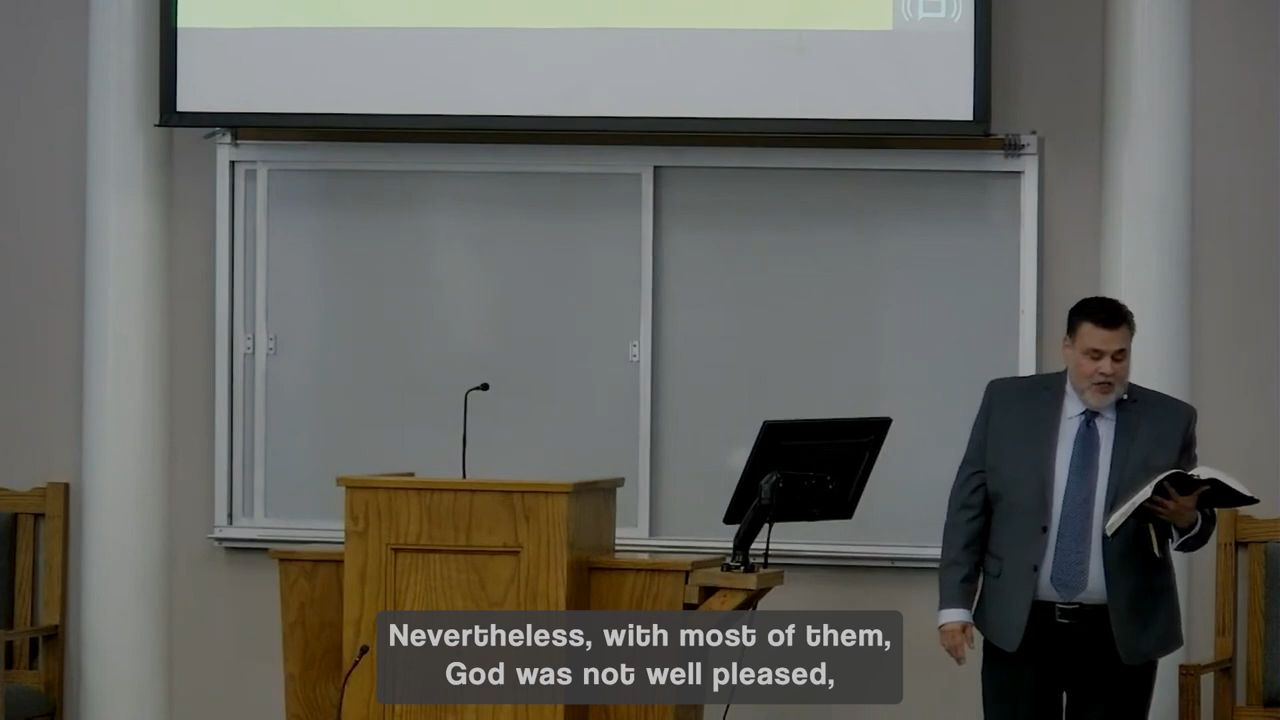 Nevertheless, with most of them,
God was not well pleased,